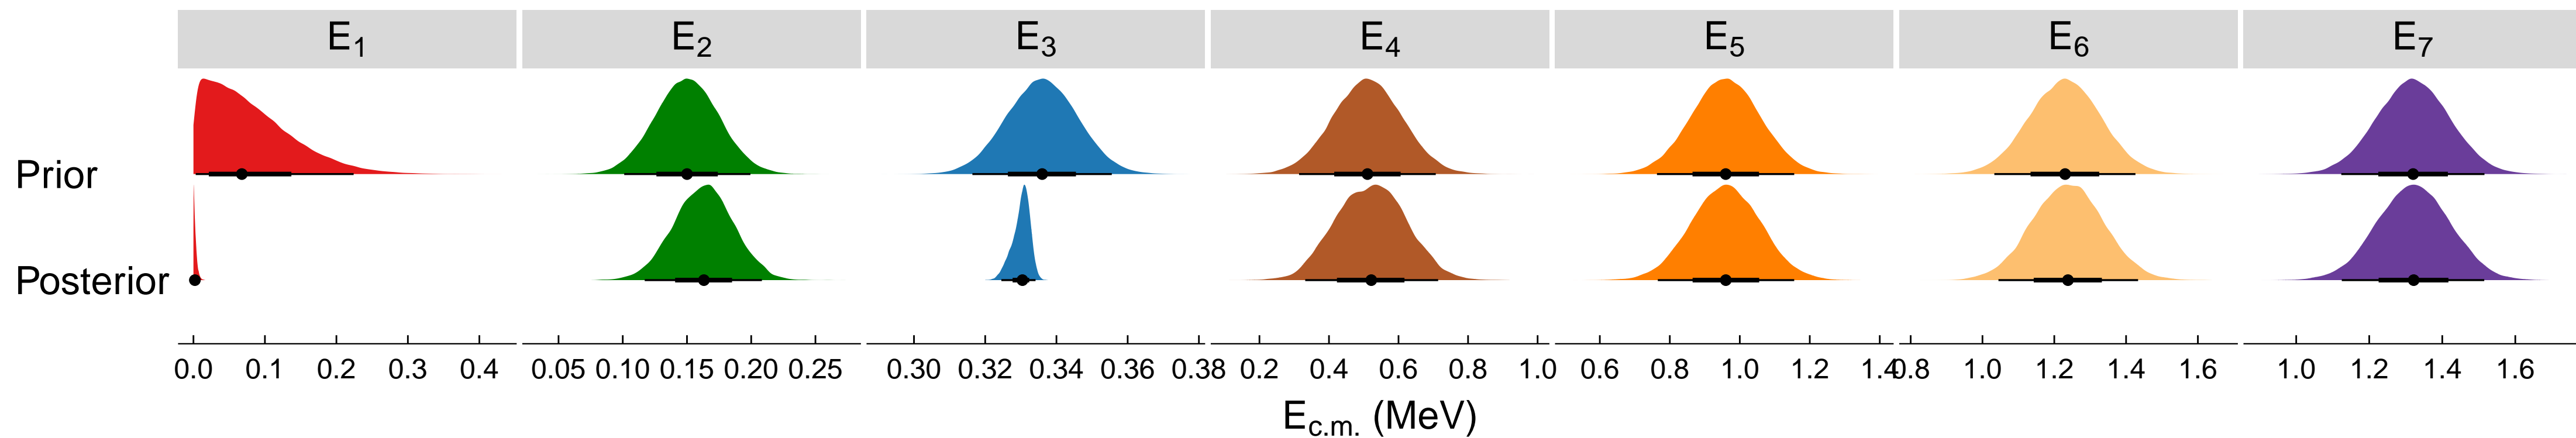 E₁ E₂ E₃ E₄ E₅ E₆ E₇
Prior
Posterior
0.0 0.1 0.2 0.3 0.4 0.05 0.10 0.15 0.20 0.25 0.30 0.32 0.34 0.36 0.38 0.2 0.4 0.6 0.8 1.0 0.6 0.8 1.0 1.2 1.4 0.8 1.0 1.2 1.4 1.6 1.0 1.2 1.4 1.6
E_c.m. (MeV)